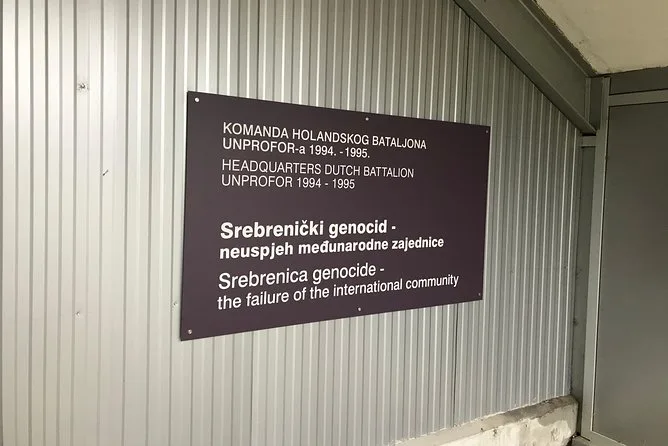 KOMANDA HOLANDSKOG BATALJONA
UNPROFOR-a 1994. - 1995.
HEADQUARTERS DUTCH BATTALION
UNPROFOR 1994 - 1995
Srebrenički genocid -
neuspjeh međunarodne zajednice
Srebrenica genocide -
the failure of the international community